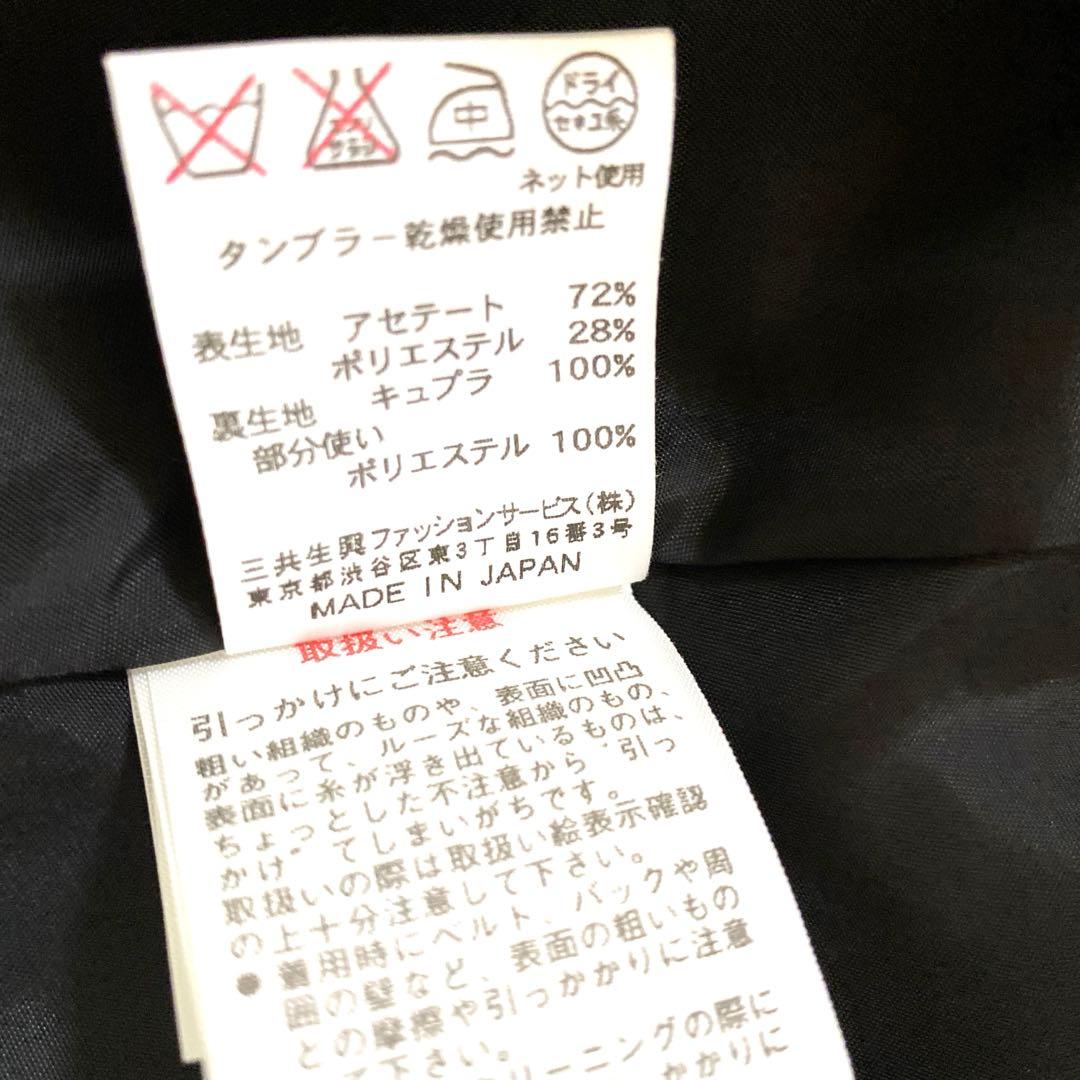 エンソ
サラシ
中
ドライ
セキユ系
ネット使用
タンブラー乾燥使用禁止
表生地 アセテート 72%
ポリエステル 28%
裏生地 キュプラ 100%
部分使い
ポリエステル 100%
三共生興ファッションサービス(株)
東京都渋谷区東3丁目16番3号
MADE IN JAPAN
取扱い注意
引っかけにご注意ください
粗い組織のものや、表面に凹凸
があって、ルーズな組織のもの、
表面に糸が浮き出ているものは、
ちょっとした不注意から"引っ
かけ"てしまいがちです。
取扱いの際は取扱い絵表示確認
の上十分注意して下さい。
●着用時にベルト、バックや周
囲の壁など、表面の粗いもの
との摩擦や引っかかりに注意
て下さい。
リーニングの際に
かかりに